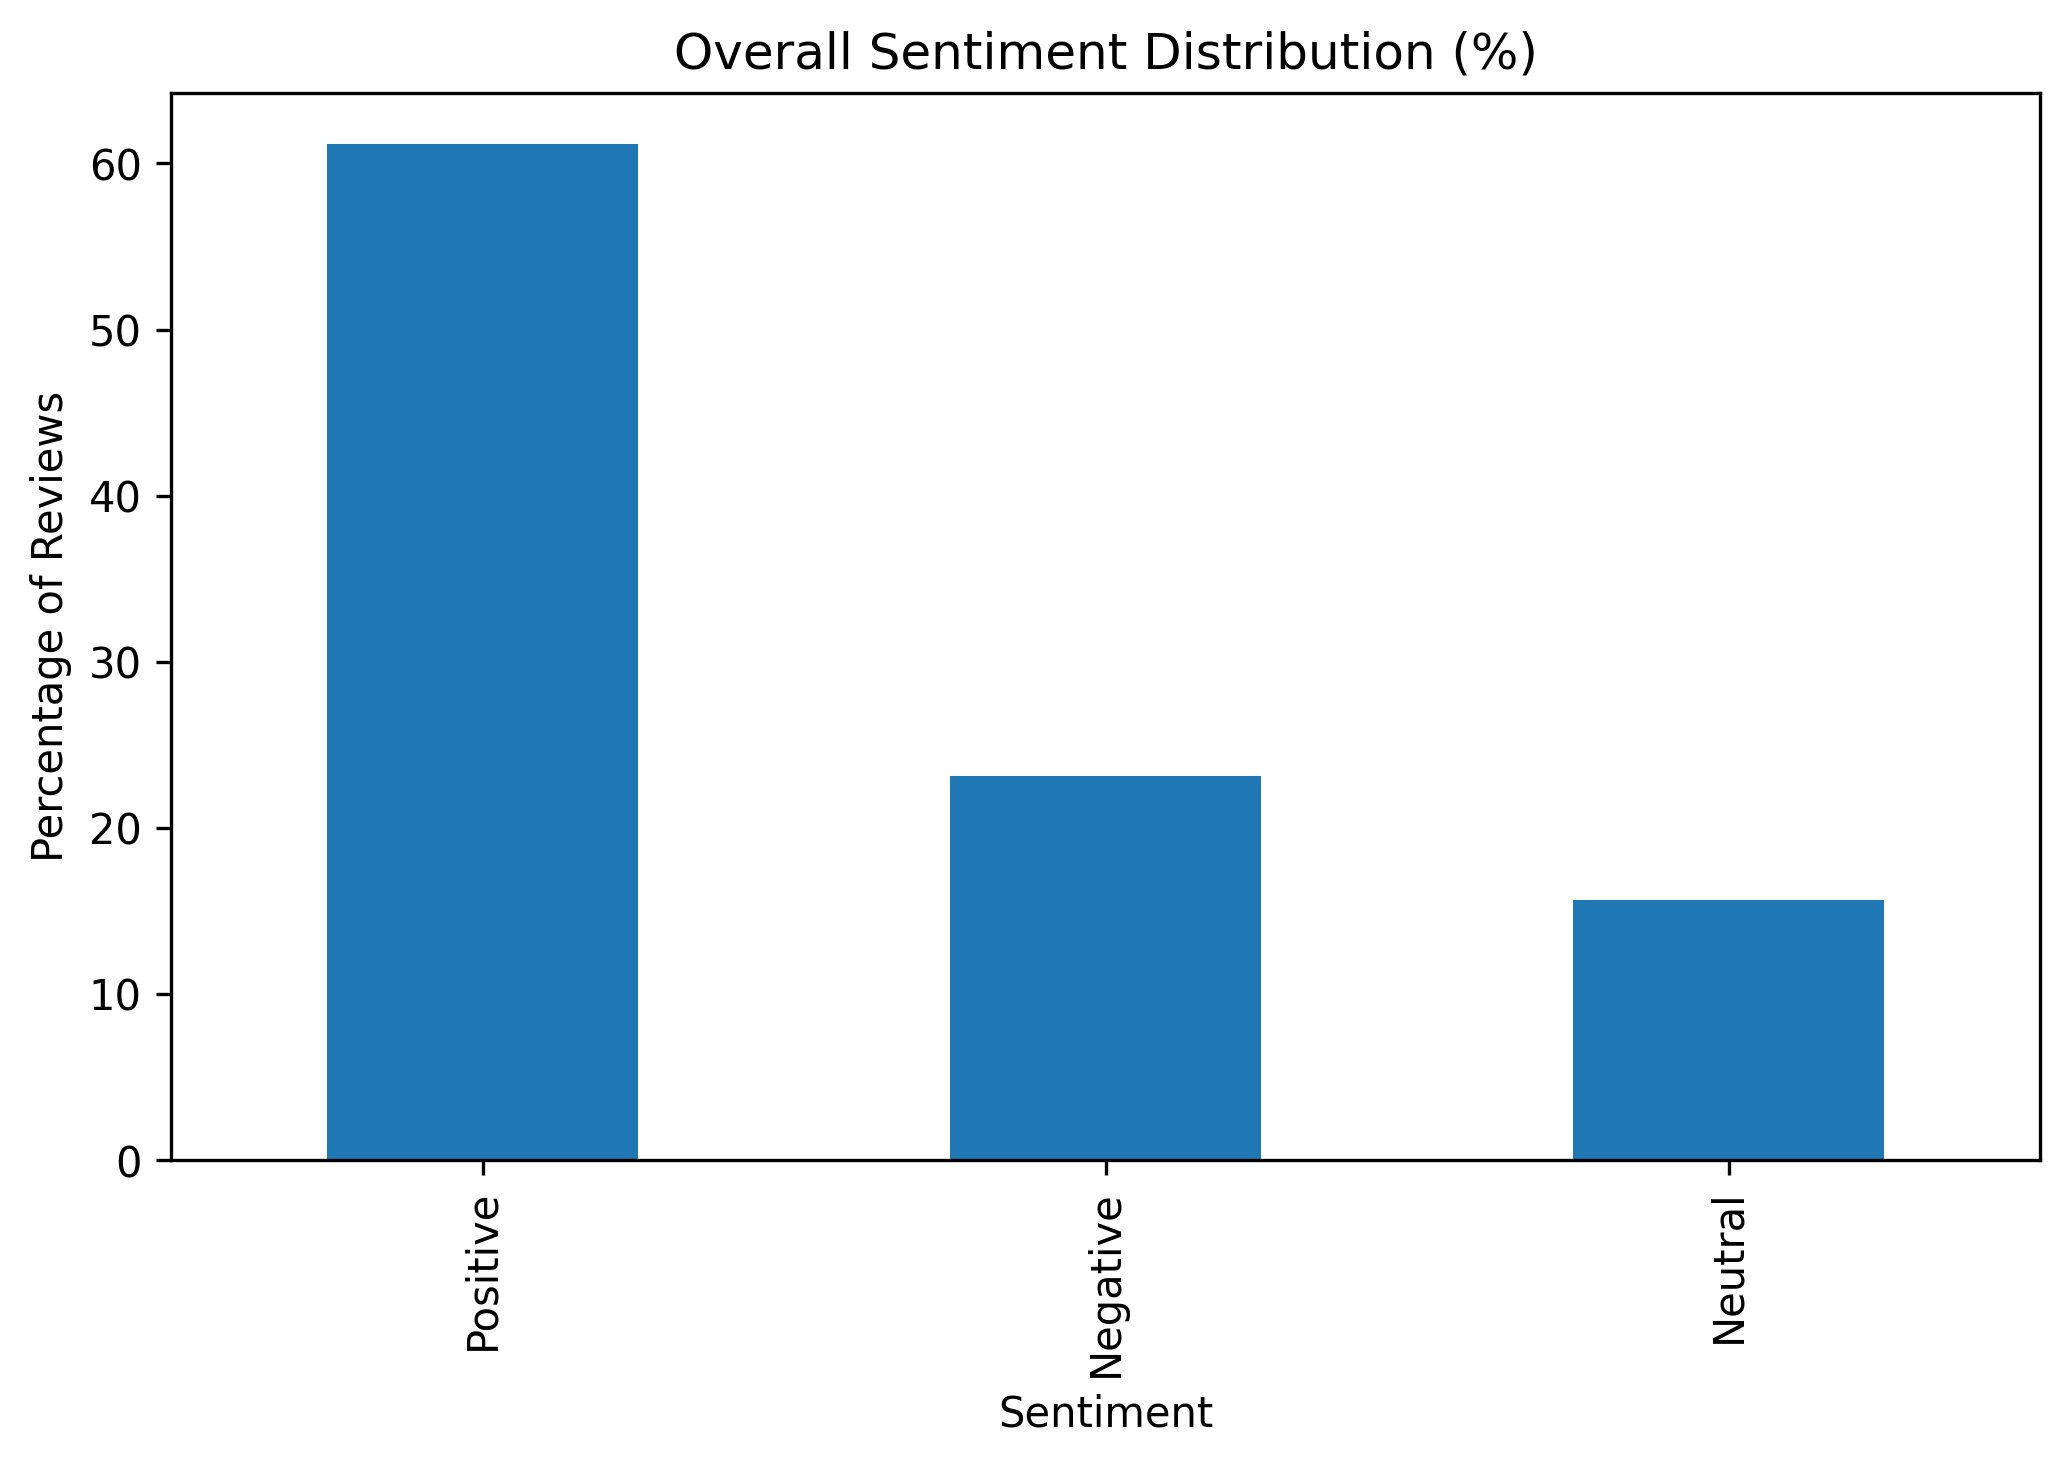 Overall Sentiment Distribution (%)
Percentage of Reviews
60
50
40
30
20
10
0
Positive
Negative
Neutral
Sentiment